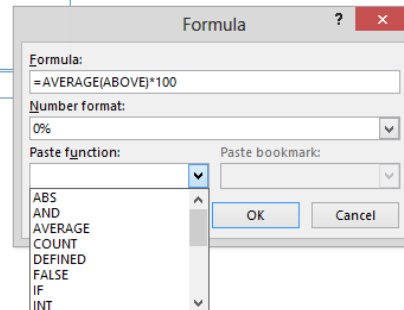 Formula ?
Formula:
=AVERAGE(ABOVE)*100
Number format:
0%
Paste function: Paste bookmark:
ABS
AND
AVERAGE
COUNT
DEFINED
FALSE
IF
INT
OK Cancel